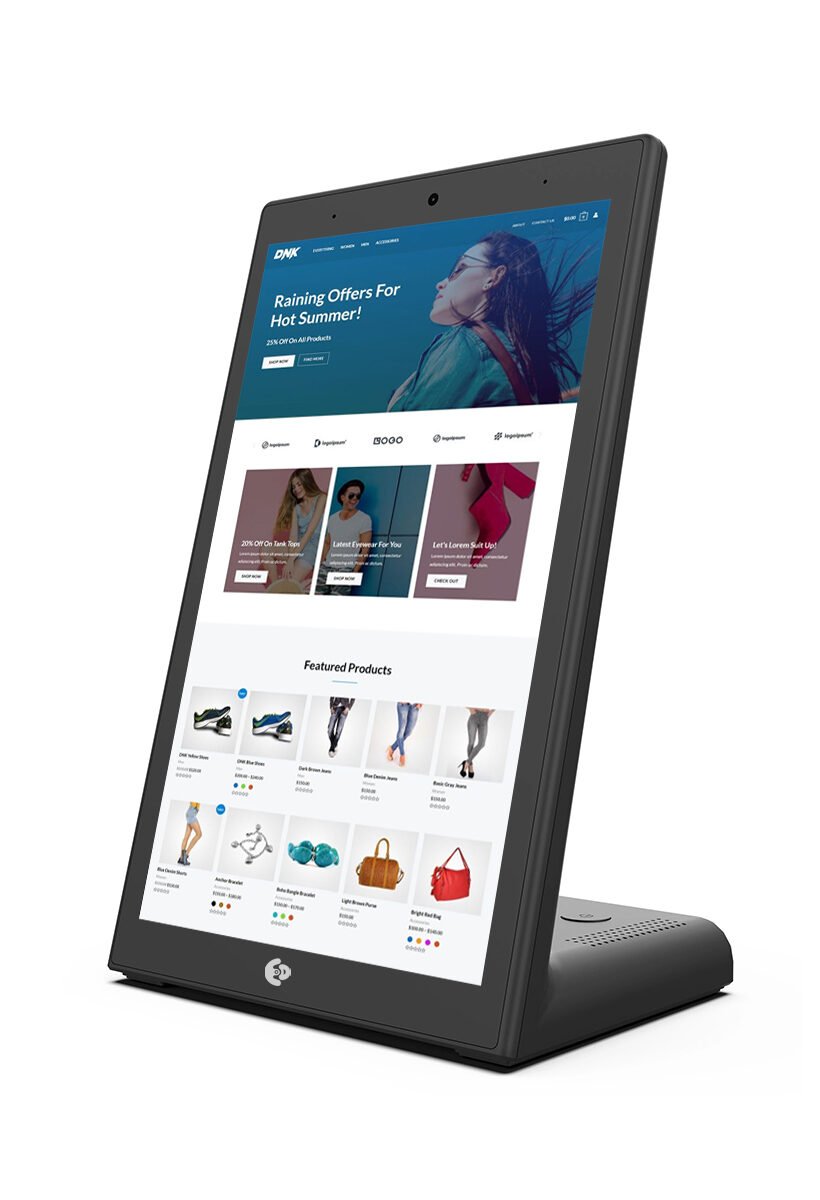 DNK
EVERYTHING WOMEN MEN ACCESSORIES
ABOUT CONTACT US $0.00
Raining Offers For
Hot Summer!
25% Off On All Products
SHOP NOW FIND MORE
logoipsum logoipsum LOGO logoipsum logoipsum
20% Off On Tank Tops
Lorem ipsum dolor sit amet, consectetur
adipiscing elit. Proin ac dictum.
SHOP NOW
Latest Eyewear For You
Lorem ipsum dolor sit amet, consectetur
adipiscing elit. Proin ac dictum.
SHOP NOW
Let's Lorem Suit Up!
Lorem ipsum dolor sit amet, consectetur
adipiscing elit. Proin ac dictum.
CHECK OUT
Featured Products
DNK Yellow Shoes
Men
$120.00
DNK Blue Shoes
Men
$200.00 – $240.00
Dark Brown Jeans
Men
$150.00
Blue Denim Jeans
Women
$150.00
Basic Gray Jeans
Women
$150.00
Blue Denim Shorts
Women
$130.00
Anchor Bracelet
Accessories
$150.00 – $180.00
Boho Bangle Bracelet
Accessories
$150.00 – $170.00
Light Brown Purse
Accessories
$150.00
Bright Red Bag
Accessories
$100.00 – $140.00